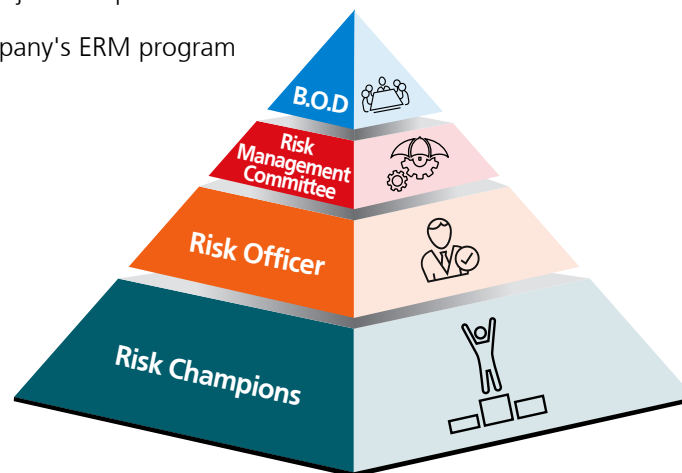 pany's ERM program
B.O.D
Risk
Management
Committee
Risk Officer
Risk Champions